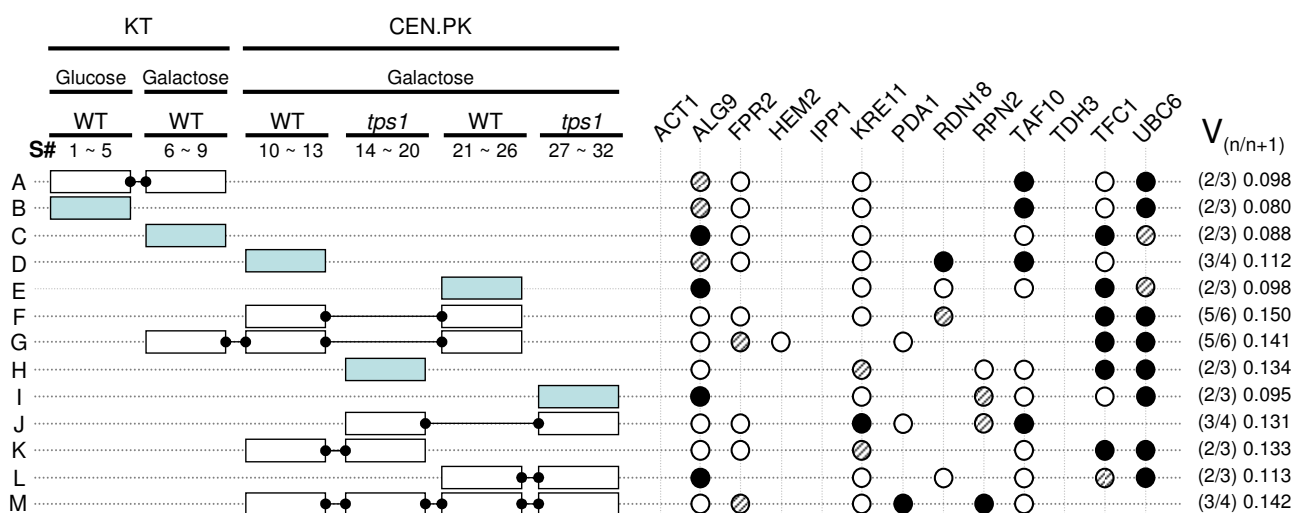 KT CEN.PK
Glucose Galactose Galactose
WT WT WT tps1 WT tps1
S# 1 ~ 5 6 ~ 9 10 ~ 13 14 ~ 20 21 ~ 26 27 ~ 32
ACT1 ALG9 FPR2 HEM2 IPP1 KRE11 PDA1 RDN18 RPN2 TAF10 TDH3 TFC1 UBC6
V(n/n+1)
A (2/3) 0.098
B (2/3) 0.080
C (2/3) 0.088
D (3/4) 0.112
E (2/3) 0.098
F (5/6) 0.150
G (5/6) 0.141
H (2/3) 0.134
I (2/3) 0.095
J (3/4) 0.131
K (2/3) 0.133
L (2/3) 0.113
M (3/4) 0.142